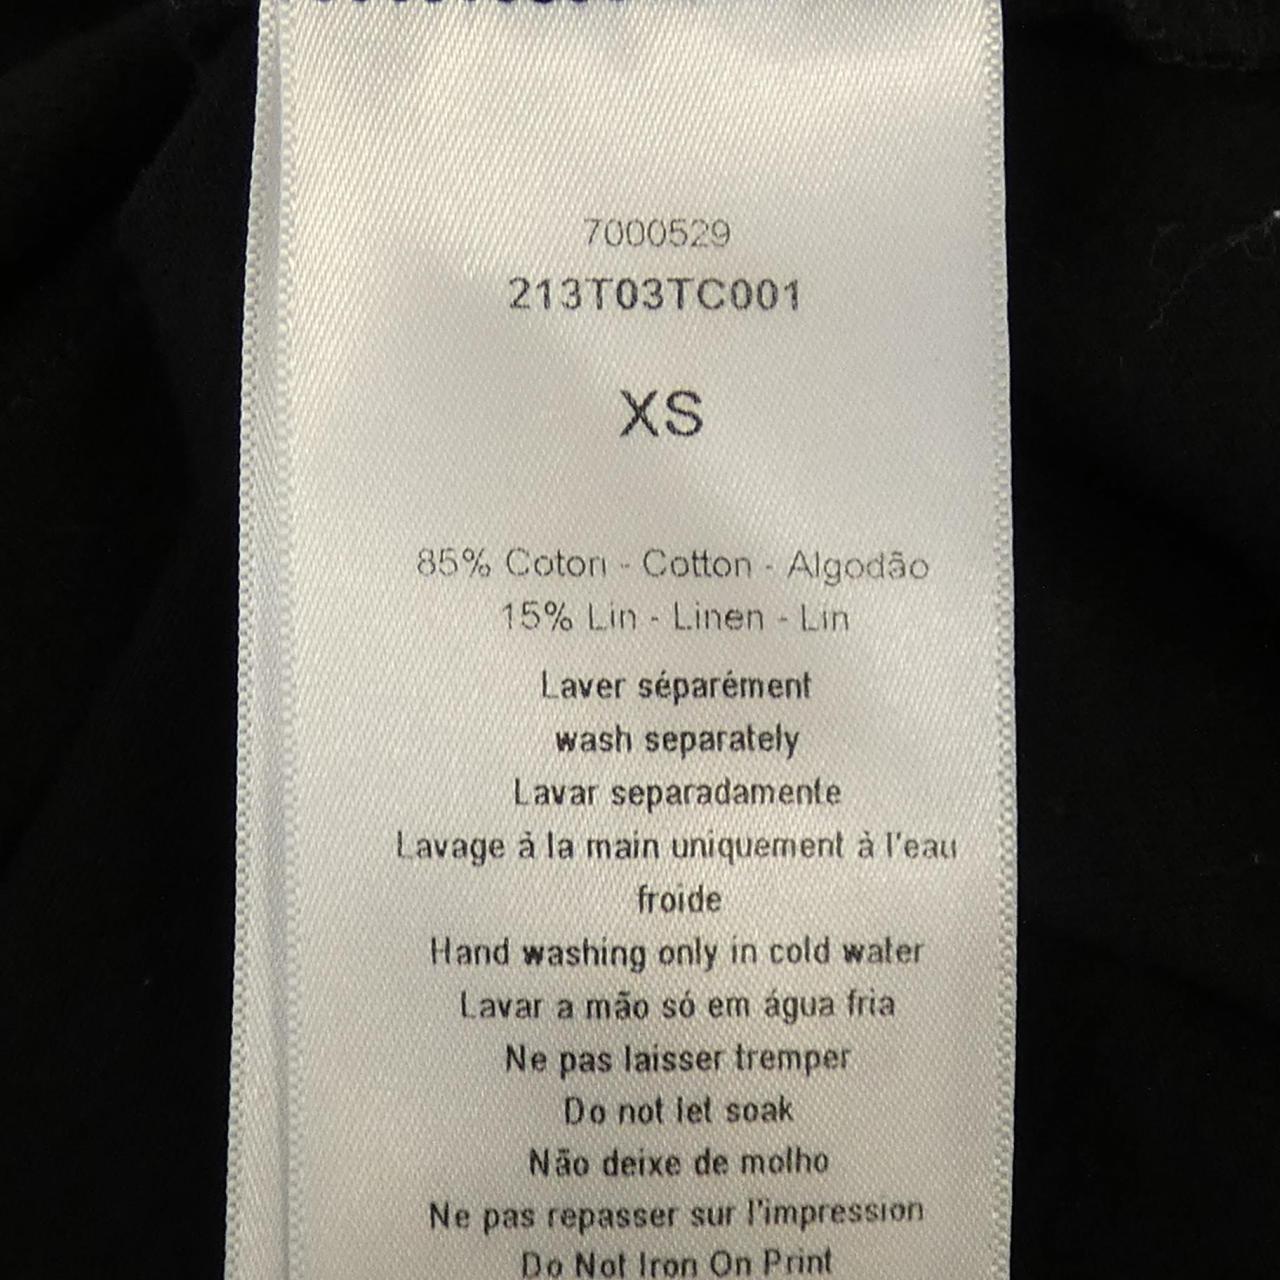 7000529
213T03TC001
XS
85% Coton - Cotton - Algodão
15% Lin - Linen - Lin
Laver séparément
wash separately
Lavar separadamente
Lavage à la main uniquement à l'eau
froide
Hand washing only in cold water
Lavar a mão só em água fria
Ne pas laisser tremper
Do not let soak
Não deixe de molho
Ne pas repasser sur l'impression
Do Not Iron On Print